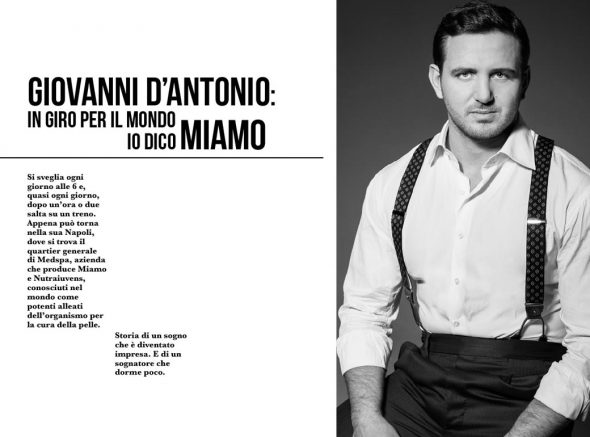 GIOVANNI D'ANTONIO:
IN GIRO PER IL MONDO
IO DICO MIAMO
Si sveglia ogni
giorno alle 6 e,
quasi ogni giorno,
dopo un'ora o due
salta su un treno.
Appena può torna
nella sua Napoli,
dove si trova il
quartier generale
di Medspa, azienda
che produce Miamo
e Nutraiuvens,
conosciuti nel
mondo come
potenti alleati
dell'organismo per
la cura della pelle.
Storia di un sogno
che è diventato
impresa. E di un
sognatore che
dorme poco.